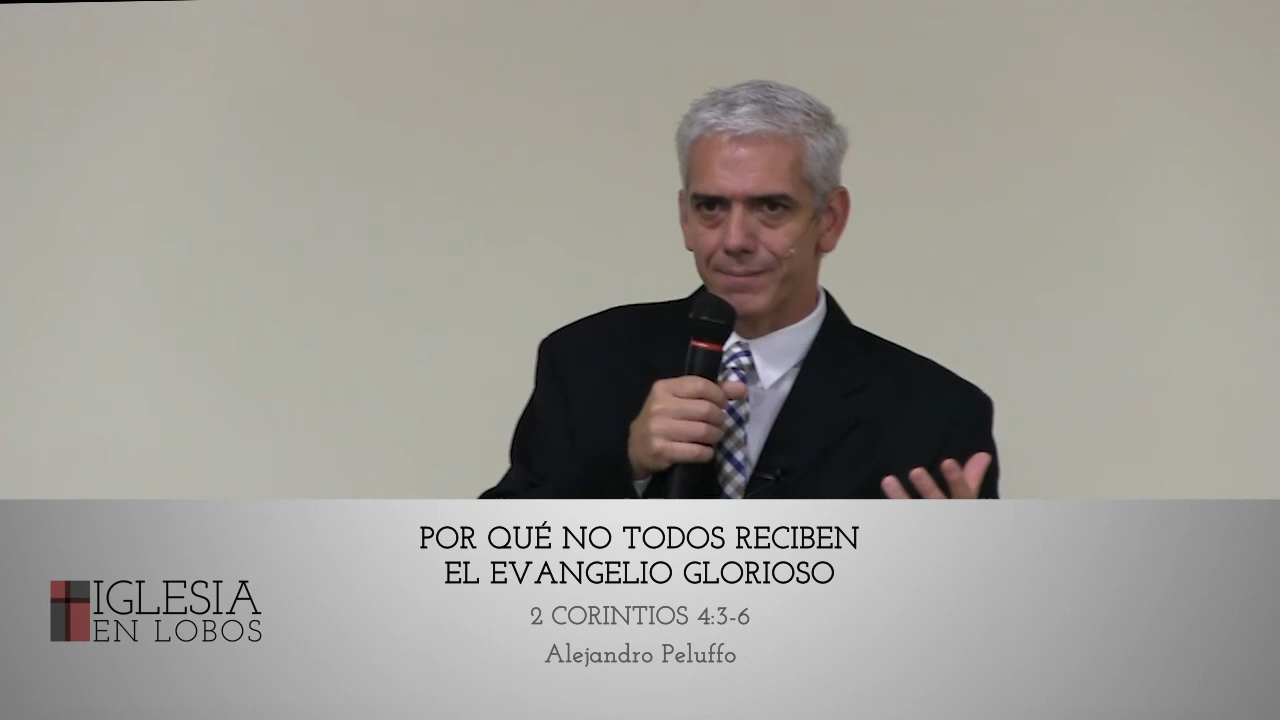 POR QUÉ NO TODOS RECIBEN
EL EVANGELIO GLORIOSO
2 CORINTIOS 4:3-6
Alejandro Peluffo
IGLESIA
EN LOBOS